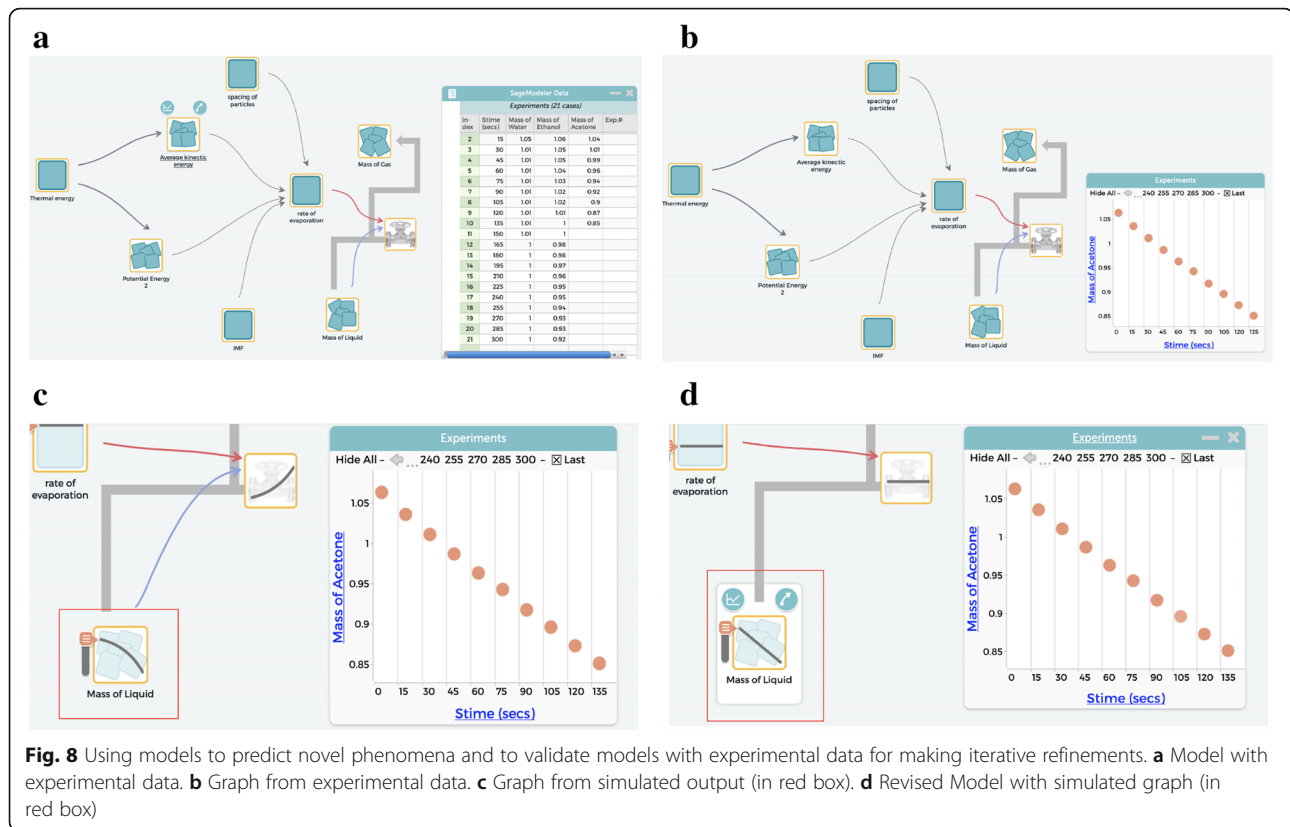 a
spacing of
particles
Average kinetic
energy
Thermal energy
rate of
evaporation
Mass of Gas
Potential Energy
2
IMF
Mass of Liquid
SageModeler Data
Experiments (21 cases)
in-
dex Stime
(secs) Mass of
Water Mass of
Ethanol Mass of
Acetone Exp.#
2 15 1.05 1.06 1.04
3 30 1.01 1.05 1.01
4 45 1.01 1.05 0.99
5 60 1.01 1.04 0.96
6 75 1.01 1.03 0.94
7 90 1.01 1.02 0.92
8 105 1.01 1.02 0.9
9 120 1.01 1.01 0.87
10 135 1.01 1 0.85
11 150 1.01 1
12 165 1 0.98
13 180 1 0.98
14 195 1 0.97
15 210 1 0.96
16 225 1 0.95
17 240 1 0.95
18 255 1 0.94
19 270 1 0.93
20 285 1 0.93
21 300 1 0.92
b
spacing of
particles
Average kinetic
energy
Thermal energy
rate of
evaporation
Mass of Gas
Potential Energy
2
IMF
Mass of Liquid
Experiments
Hide All – ... 240 255 270 285 300 – Last
Mass of Acetone
1.05
1
0.95
0.9
0.85
0 15 30 45 60 75 90 105 120 135
Stime (secs)
c
rate of
evaporation
Mass of Liquid
Experiments
Hide All – ... 240 255 270 285 300 – Last
Mass of Acetone
1.05
1
0.95
0.9
0.85
0 15 30 45 60 75 90 105 120 135
Stime (secs)
d
rate of
evaporation
Mass of Liquid
Experiments
Hide All – ... 240 255 270 285 300 – Last
Mass of Acetone
1.05
1
0.95
0.9
0.85
0 15 30 45 60 75 90 105 120 135
Stime (secs)
Fig. 8 Using models to predict novel phenomena and to validate models with experimental data for making iterative refinements. a Model with
experimental data. b Graph from experimental data. c Graph from simulated output (in red box). d Revised Model with simulated graph (in
red box)